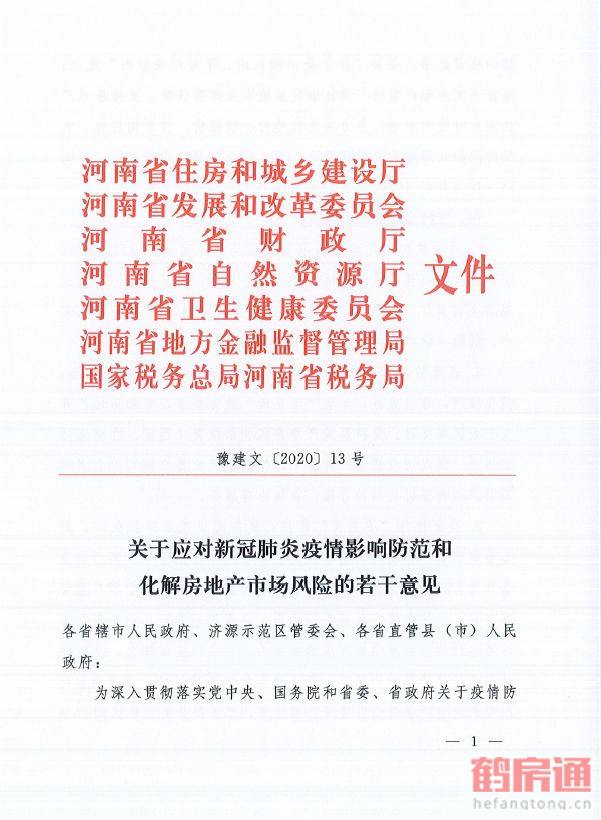 河南省住房和城乡建设厅
河南省发展和改革委员会
河南省财政厅
河南省自然资源厅
河南省卫生健康委员会
河南省地方金融监督管理局
国家税务总局河南省税务局
文件
豫建文〔2020〕13号
关于应对新冠肺炎疫情影响防范和
化解房地产市场风险的若干意见
各省辖市人民政府、济源示范区管委会、各省直管县（市）人民
政府：
为深入贯彻落实党中央、国务院和省委、省政府关于疫情防
— 1 —
鹤房通
hefangtong.cn